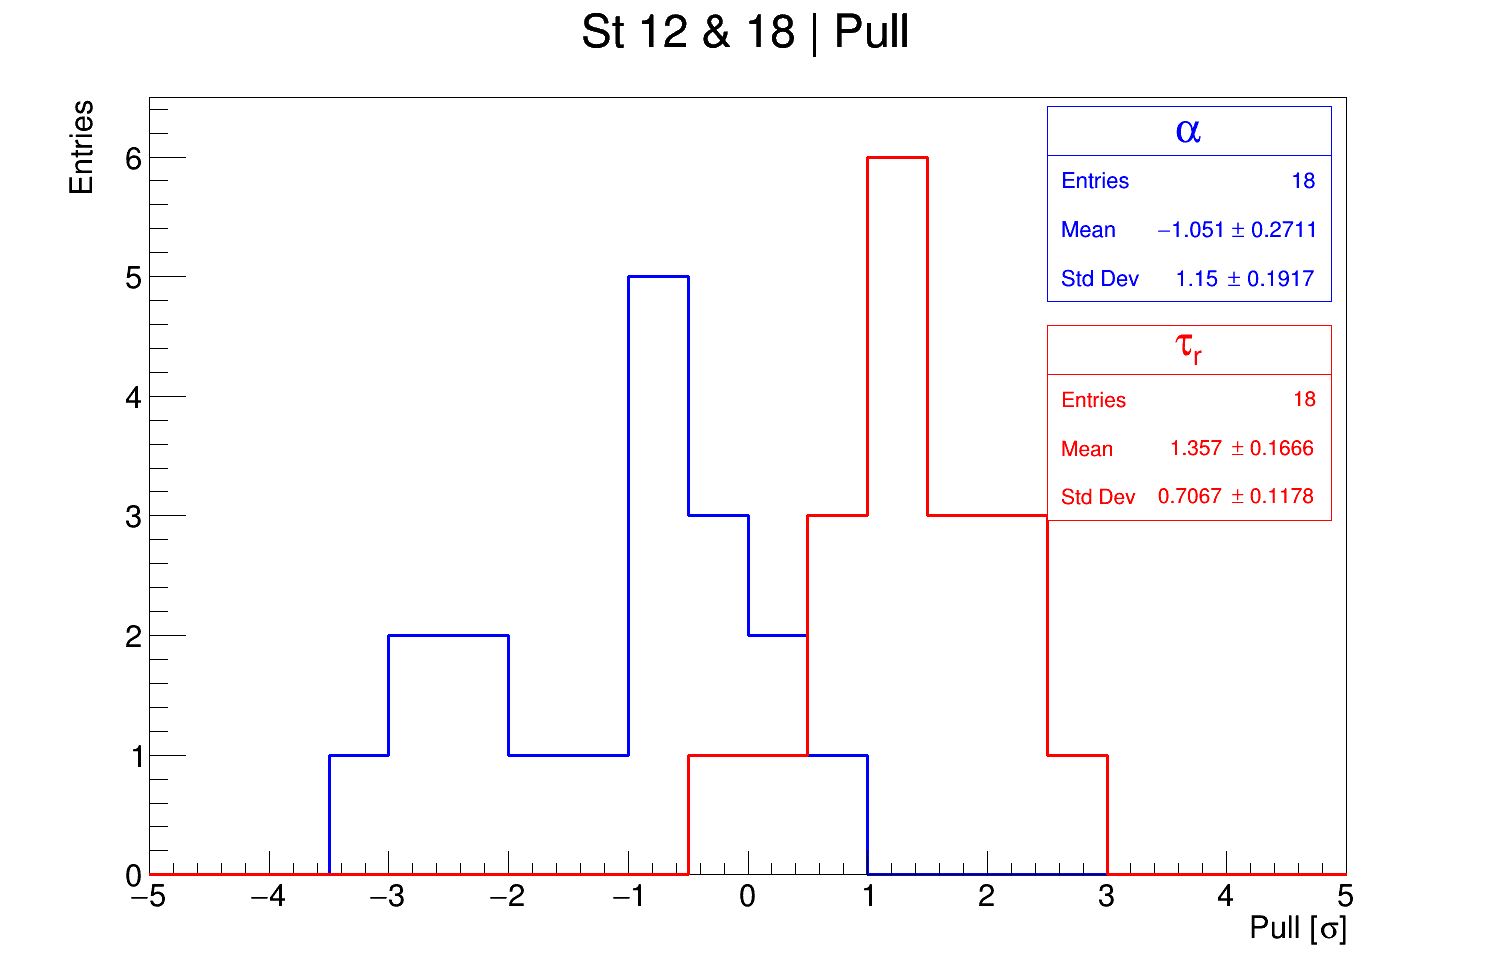 St 12 & 18 | Pull
Entries
6
5
4
3
2
1
0
−5 −4 −3 −2 −1 0 1 2 3 4 5
Pull [σ]
α
Entries 18
Mean −1.051 ± 0.2711
Std Dev 1.15 ± 0.1917
τr
Entries 18
Mean 1.357 ± 0.1666
Std Dev 0.7067 ± 0.1178